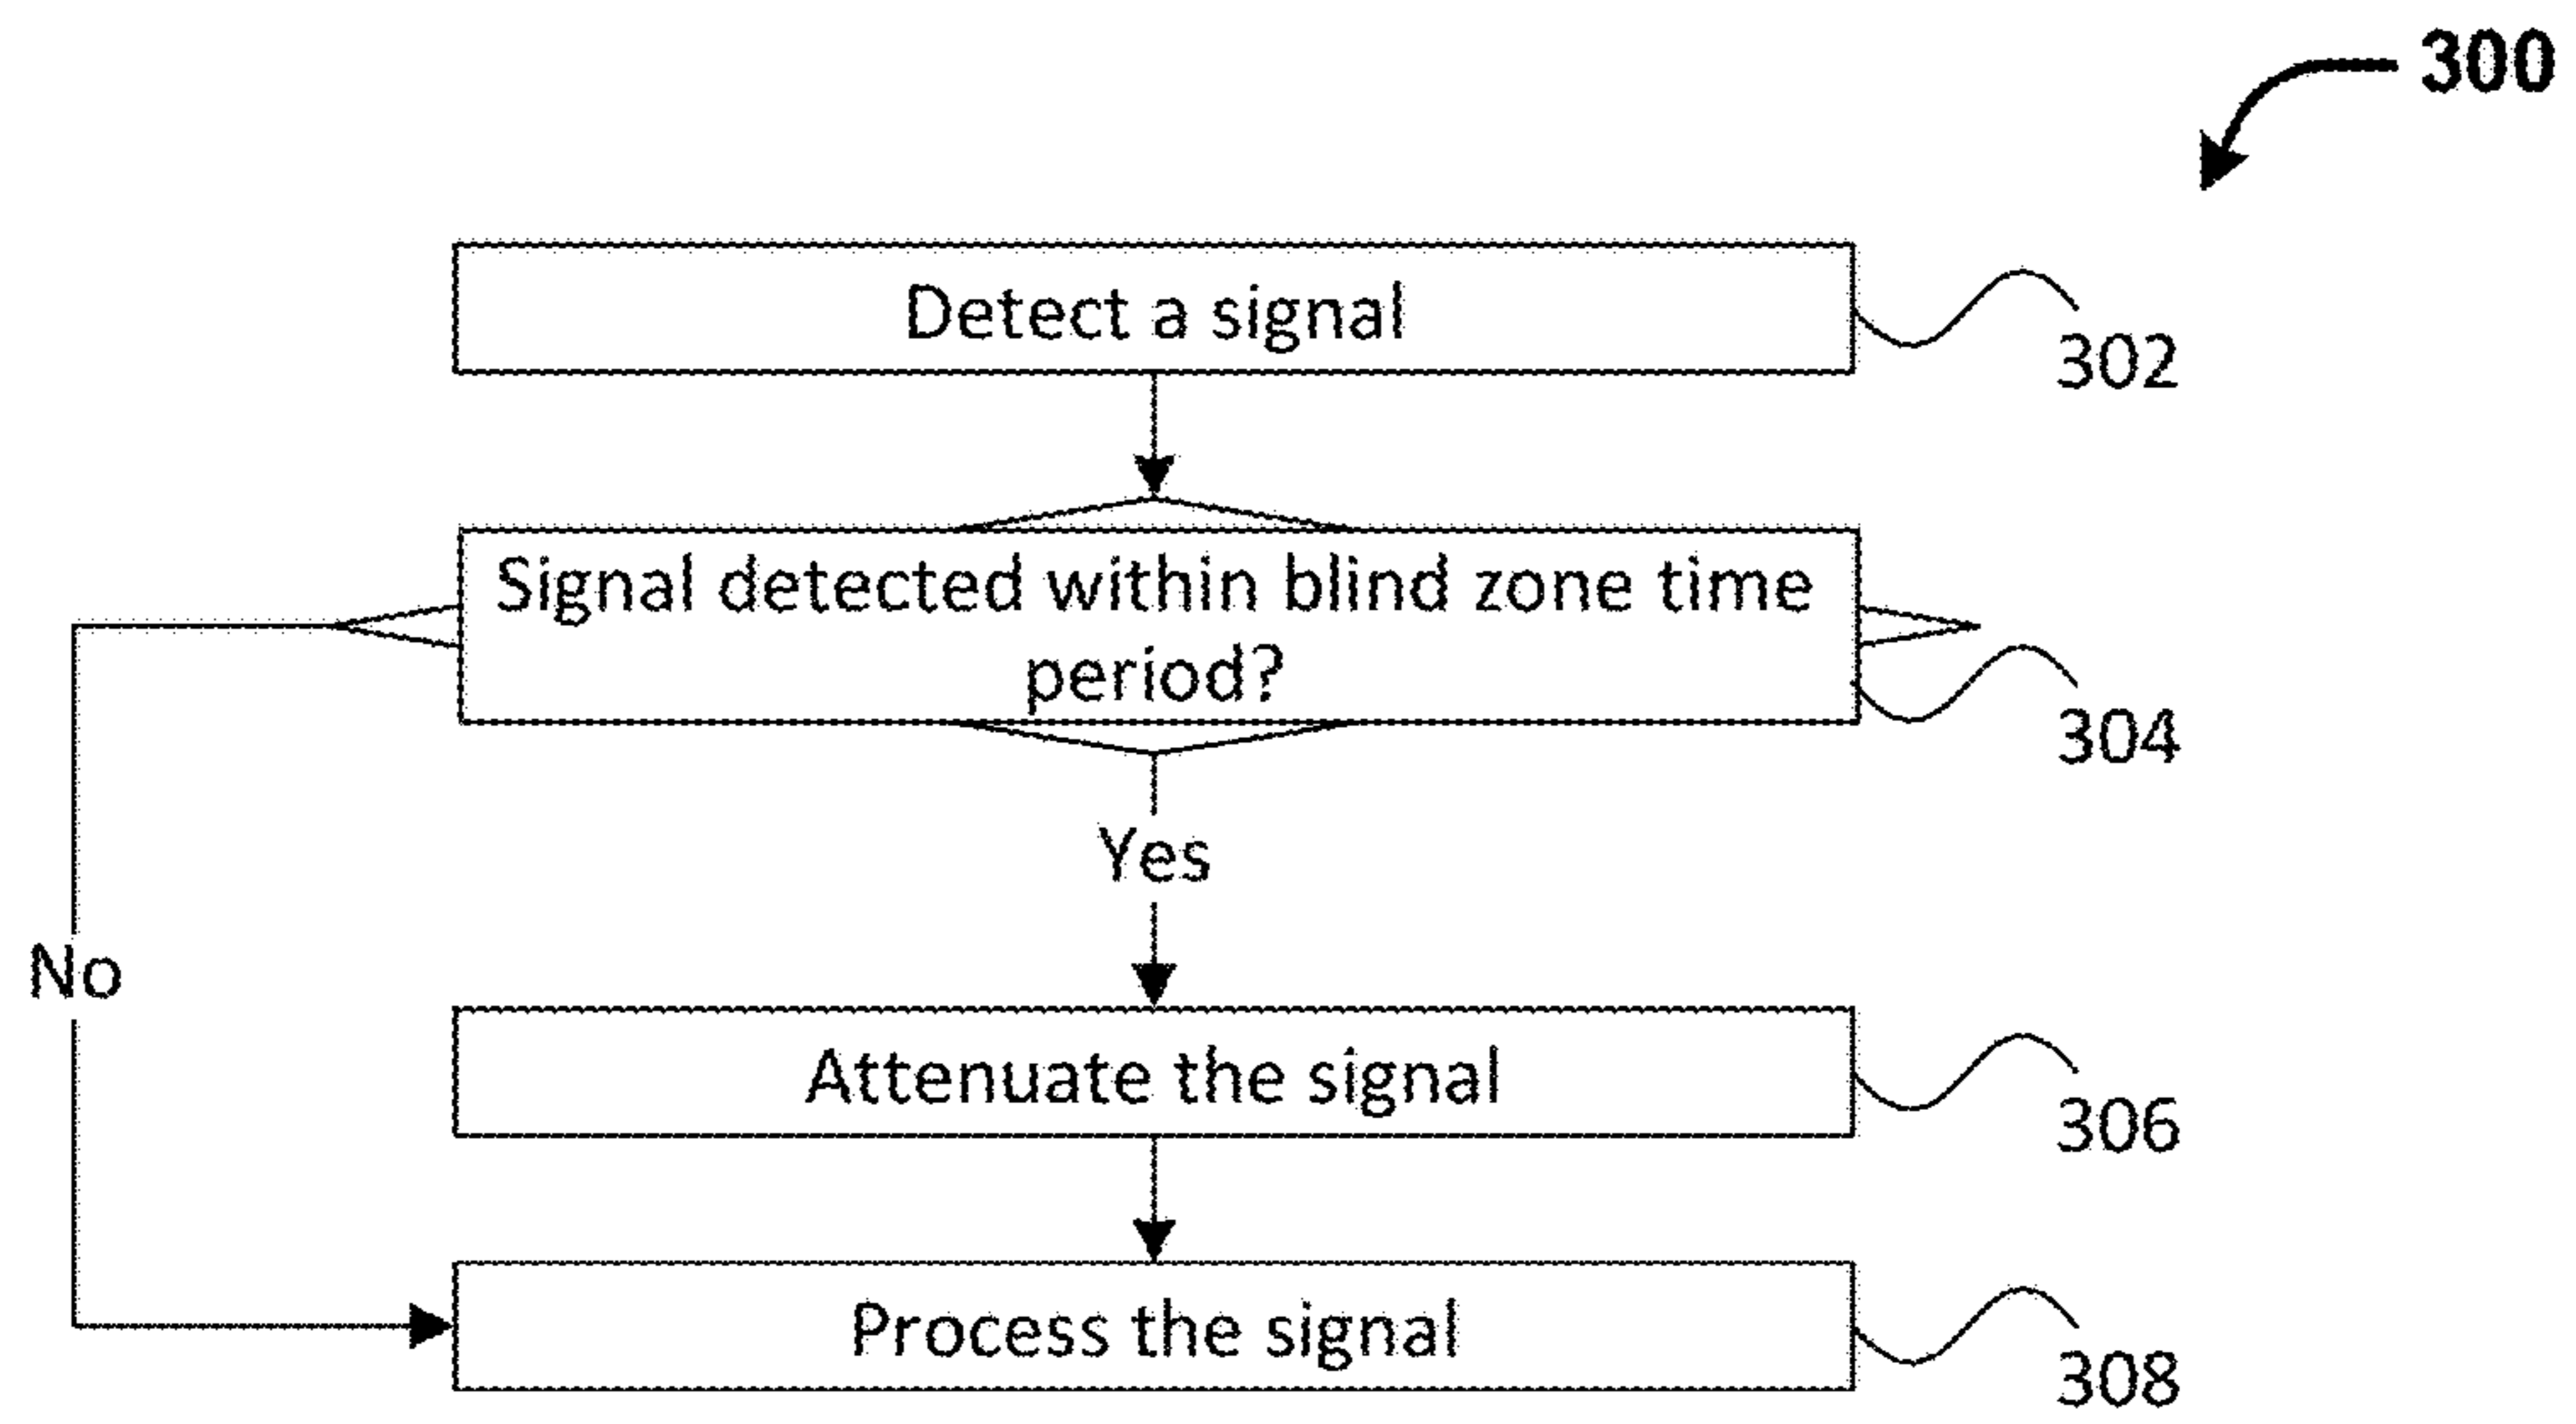 300
Detect a signal
302
Signal detected within blind zone time
period?
304
Yes
No
Attenuate the signal
306
Process the signal
308